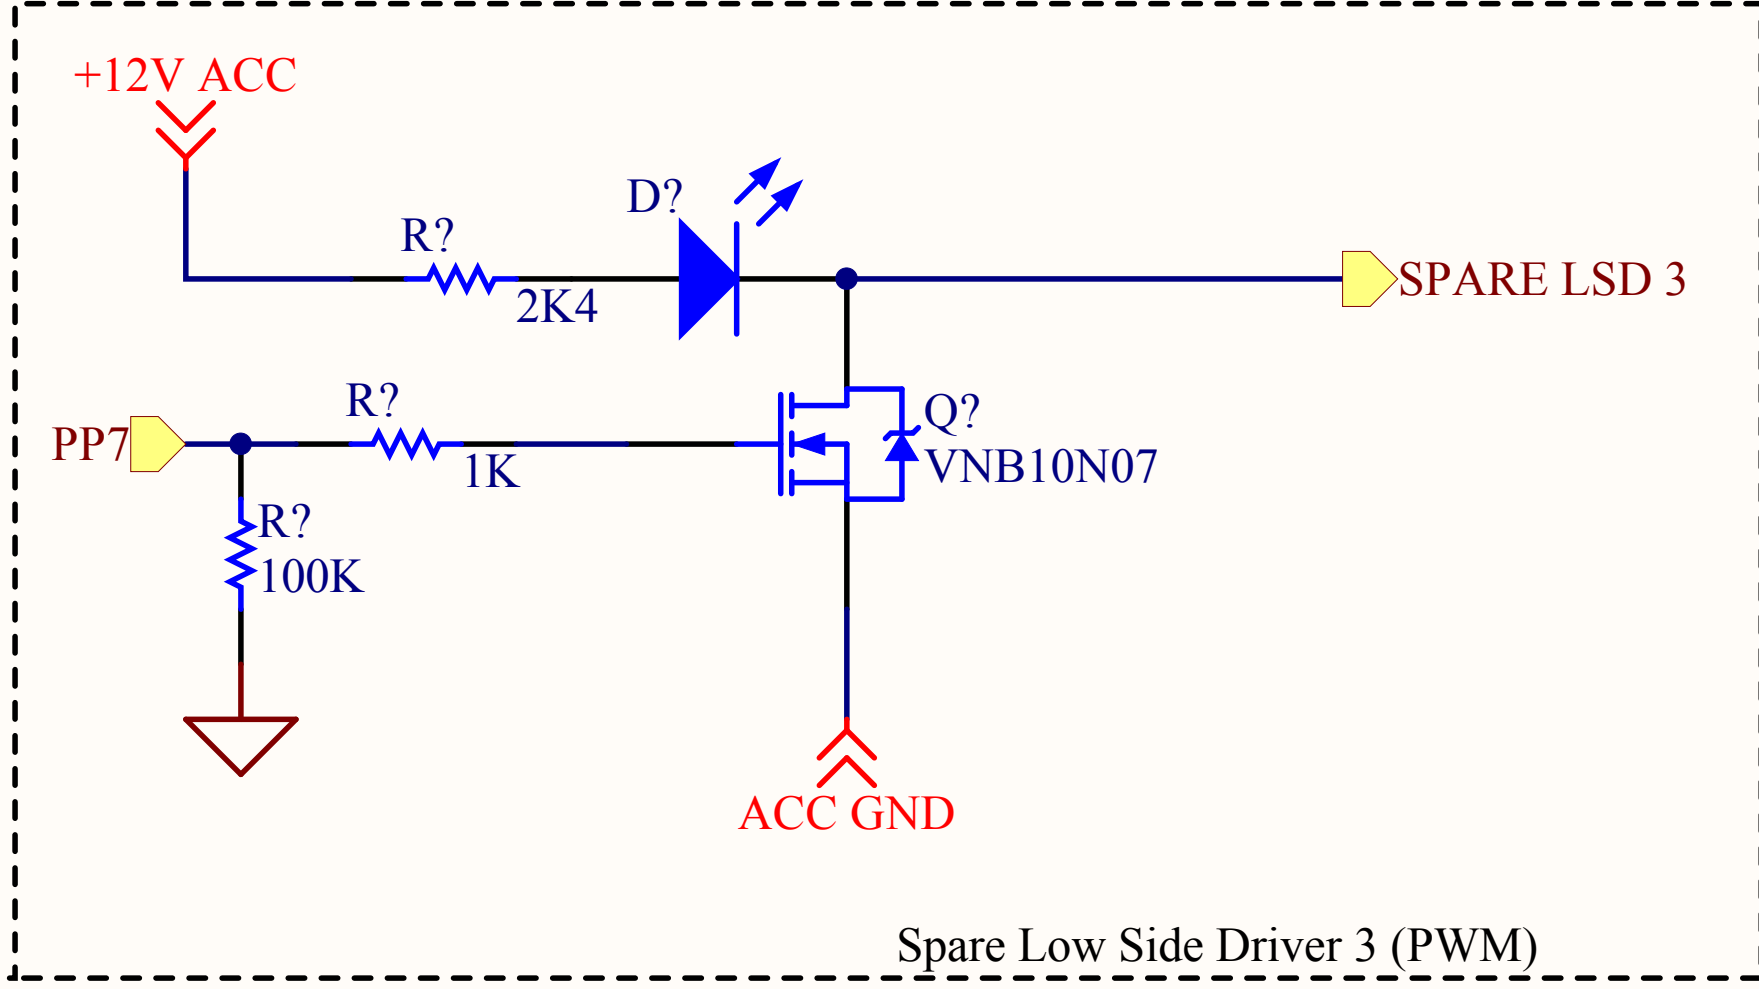 +12V ACC
D?
R?
2K4
SPARE LSD 3
R?
PP7
1K
Q?
VNB10N07
R?
100K
ACC GND
Spare Low Side Driver 3 (PWM)